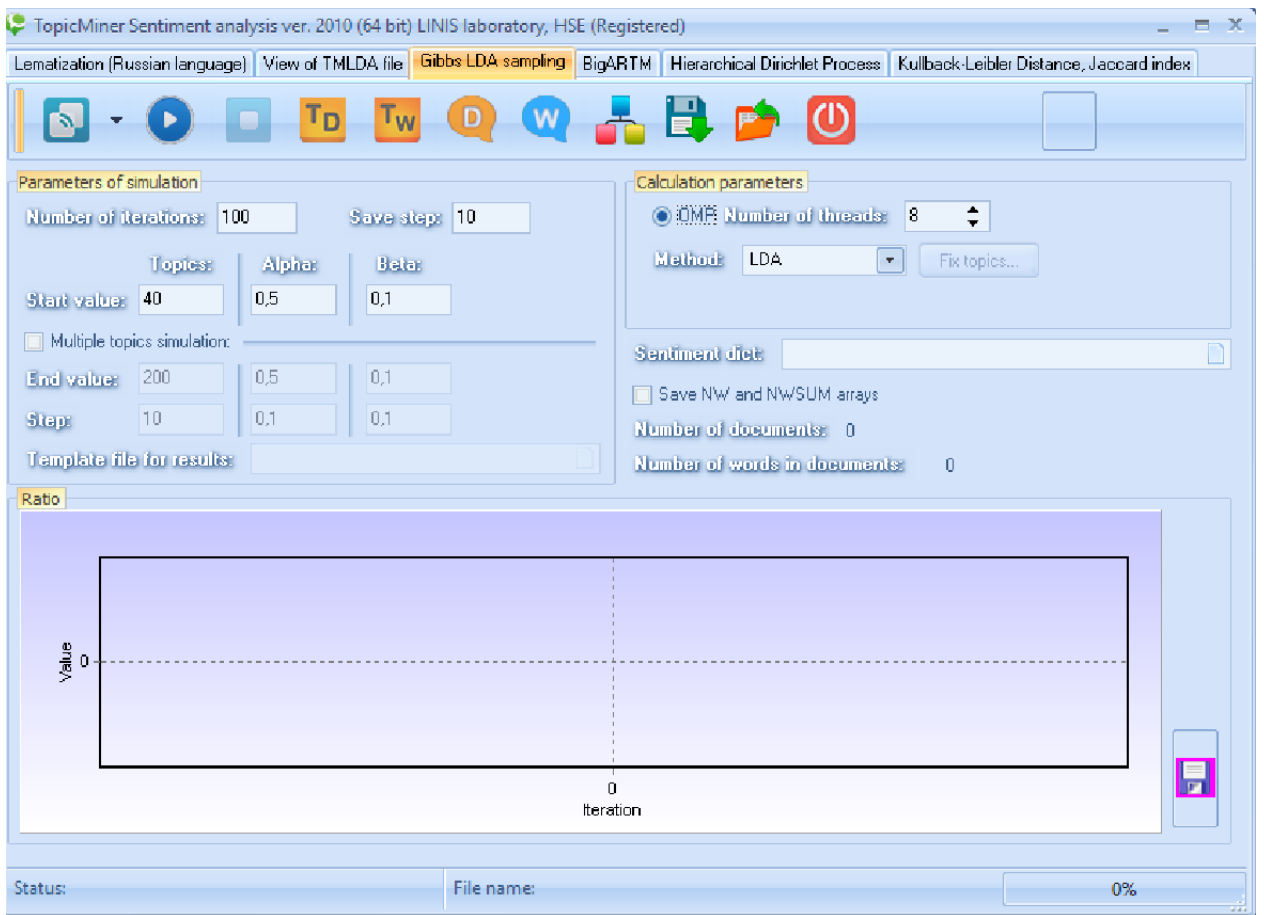 TopicMiner Sentiment analysis ver. 2010 (64 bit) LINIS laboratory, HSE (Registered)
Lematization (Russian language) View of TMLDA file Gibbs LDA sampling BigARTM Hierarchical Dirichlet Process Kullback-Leibler Distance, Jaccard index
TD TW D W
Parameters of simulation
Number of iterations: 100 Save step: 10
Topics: Alpha: Beta:
Start value: 40 0,5 0,1
Multiple topics simulation:
End value: 200 0,5 0,1
Step: 10 0,1 0,1
Template file for results:
Calculation parameters
OMP Number of threads: 8
Method: LDA Fix topics...
Sentiment dict:
Save NW and NWSUM arrays
Number of documents: 0
Number of words in documents: 0
Ratio
Value
0
0
Iteration
Status: File name: 0%